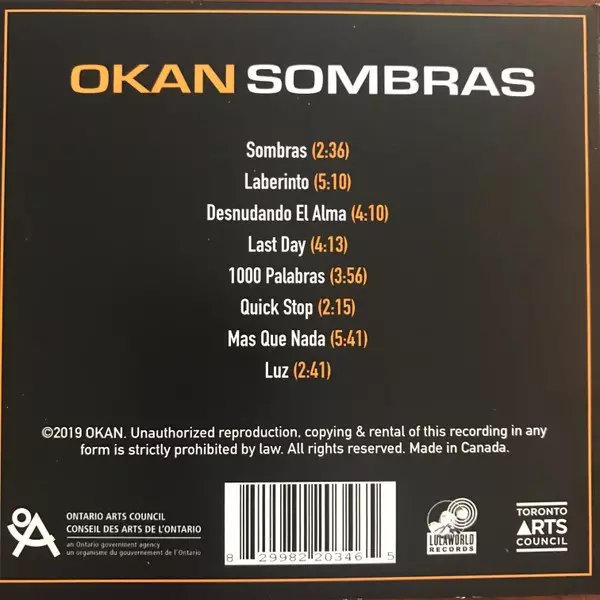 OKAN SOMBRAS
Sombras (2:36)
Laberinto (5:10)
Desnudando El Alma (4:10)
Last Day (4:13)
1000 Palabras (3:56)
Quick Stop (2:15)
Mas Que Nada (5:41)
Luz (2:41)
©2019 OKAN. Unauthorized reproduction, copying & rental of this recording in any
form is strictly prohibited by law. All rights reserved. Made in Canada.
ONTARIO ARTS COUNCIL
CONSEIL DES ARTS DE L'ONTARIO
an Ontario government agency
un organisme du gouvernement de l'Ontario
8 29982 20346 5
LULAWORLD
RECORDS
TORONTO
ARTS
COUNCIL